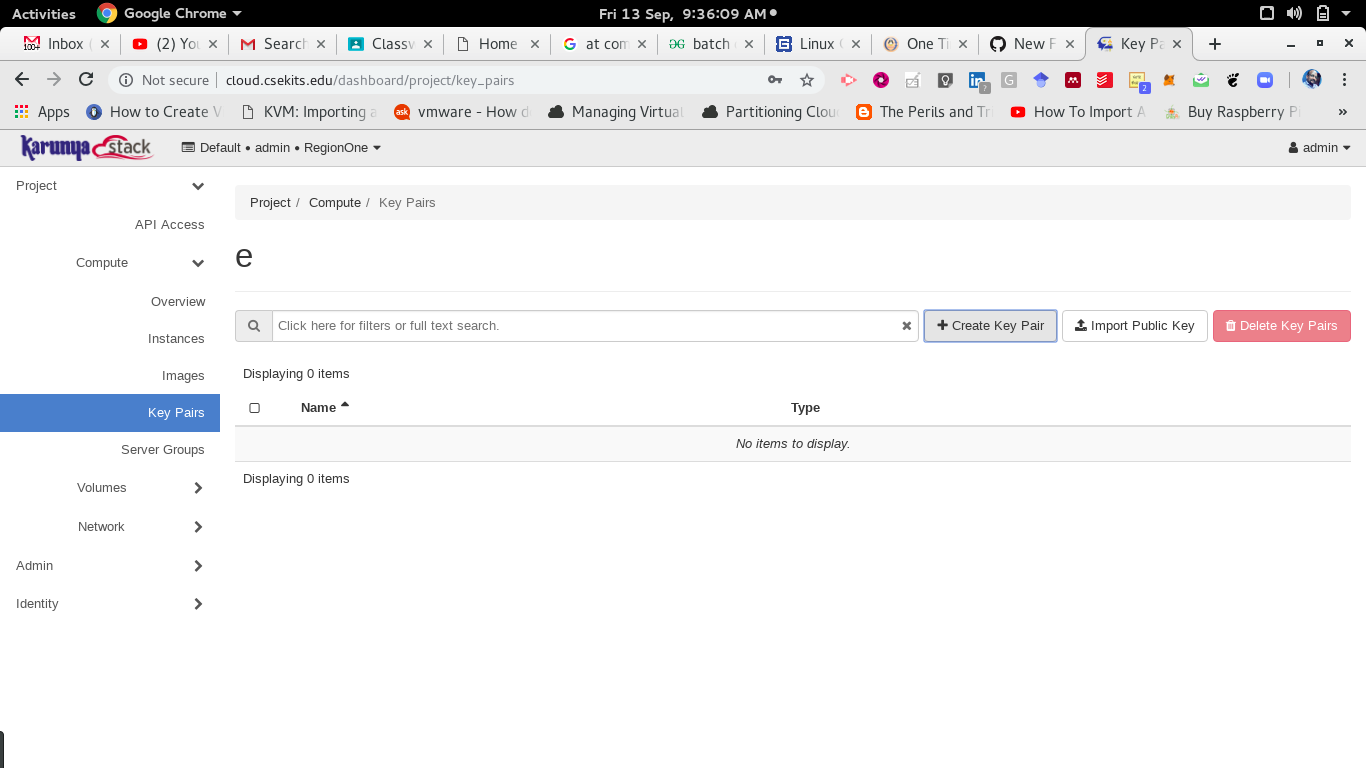 Activities Google Chrome Fri 13 Sep, 9:36:09 AM
100+ Inbox ( (2) You Search Classw Home at com batch Linux One Ti New Key Pa
Not secure cloud.csekits.edu/dashboard/project/key_pairs ? G 2
Apps How to Create V KVM: Importing a ask vmware - How d Managing Virtual Partitioning Clou The Perils and Tri How To Import A Buy Raspberry P »
Karunya stack Default • admin • RegionOne admin
Project
API Access
Compute
Overview
Instances
Images
Key Pairs
Server Groups
Volumes
Network
Admin
Identity
Project / Compute / Key Pairs
e
Click here for filters or full text search. Create Key Pair Import Public Key Delete Key Pairs
Displaying 0 items
Name Type
No items to display.
Displaying 0 items